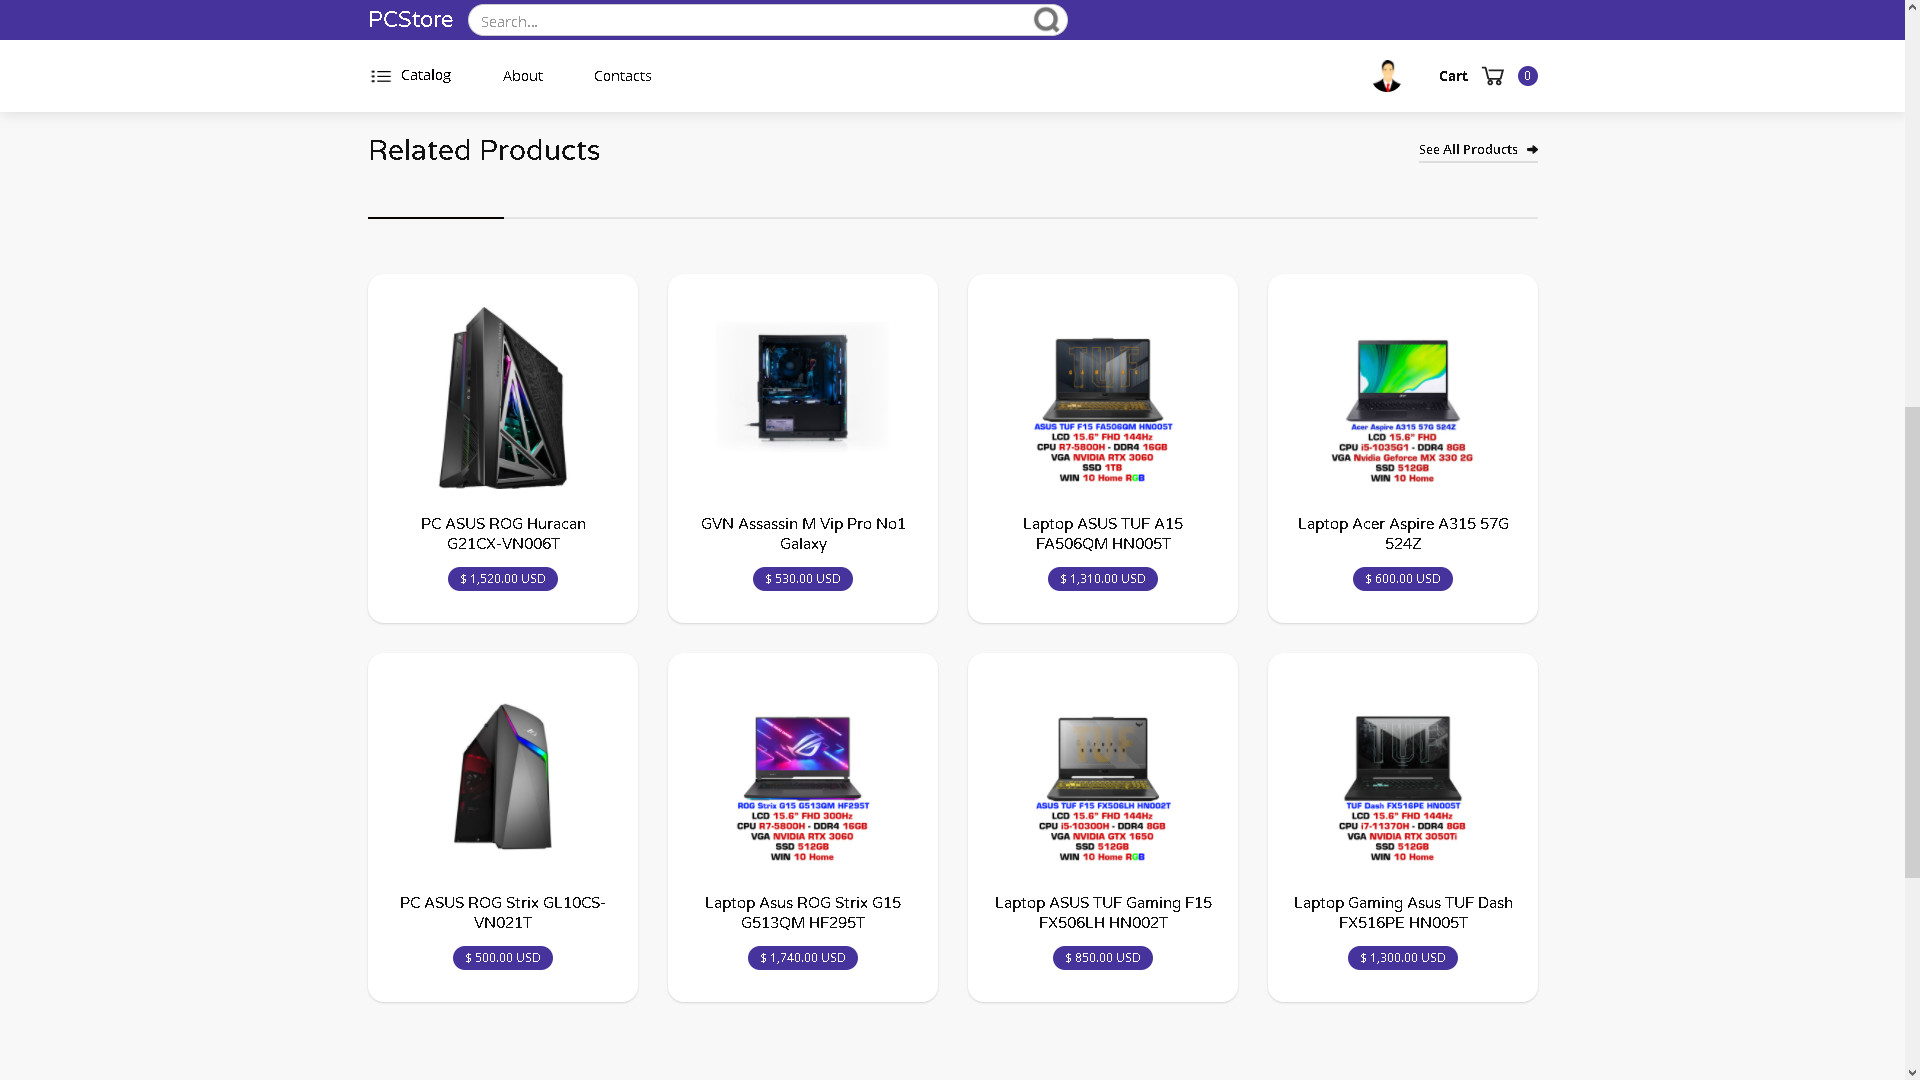 PCStore
Search...
Catalog
About
Contacts
Cart
0
Related Products
See All Products
PC ASUS ROG Huracan
G21CX-VN006T
$ 1,520.00 USD
GVN Assassin M Vip Pro No1
Galaxy
$ 530.00 USD
ASUS TUF F15 FA506QM HN005T
LCD 15.6" FHD 144Hz
CPU R7-5800H - DDR4 16GB
VGA NVIDIA RTX 3060
SSD 1TB
WIN 10 Home RGB
Laptop ASUS TUF A15
FA506QM HN005T
$ 1,310.00 USD
Acer Aspire A315 57G 524Z
LCD 15.6" FHD
CPU i5-1035G1 - DDR4 8GB
VGA Nvidia Geforce MX 330 2G
SSD 512GB
WIN 10 Home
Laptop Acer Aspire A315 57G
524Z
$ 600.00 USD
PC ASUS ROG Strix GL10CS-
VN021T
$ 500.00 USD
ROG Strix G15 G513QM HF295T
LCD 15.6" FHD 300Hz
CPU R7-5800H - DDR4 16GB
VGA NVIDIA RTX 3060
SSD 512GB
WIN 10 Home
Laptop Asus ROG Strix G15
G513QM HF295T
$ 1,740.00 USD
TUF
ASUS TUF F15 FX506LH HN002T
LCD 15.6" FHD 144Hz
CPU i5-10300H - DDR4 8GB
VGA NVIDIA GTX 1650
SSD 512GB
WIN 10 Home RGB
Laptop ASUS TUF Gaming F15
FX506LH HN002T
$ 850.00 USD
TUF
TUF Dash FX516PE HN005T
LCD 15.6" FHD 144Hz
CPU i7-11370H - DDR4 8GB
VGA NVIDIA RTX 3050Ti
SSD 512GB
WIN 10 Home
Laptop Gaming Asus TUF Dash
FX516PE HN005T
$ 1,300.00 USD